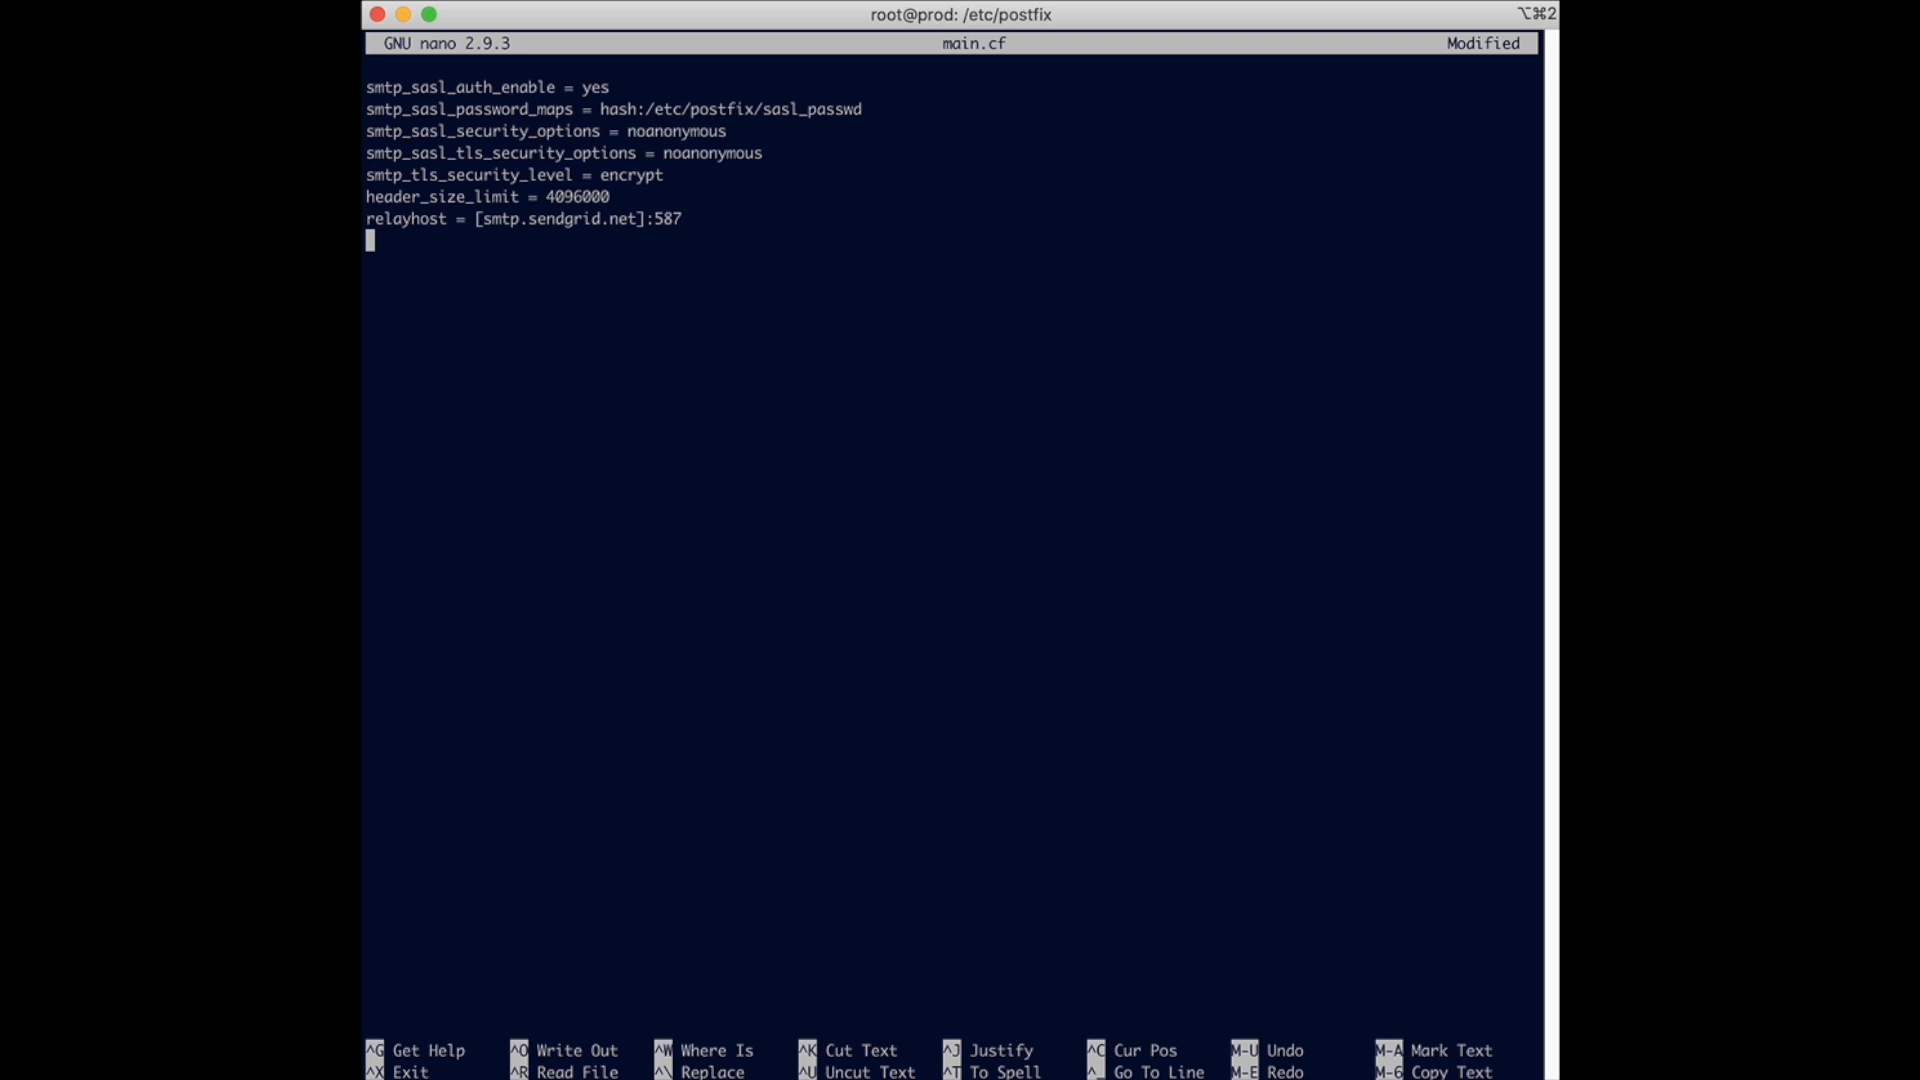 root@prod: /etc/postfix ⌥⌘2
GNU nano 2.9.3 main.cf Modified
smtp_sasl_auth_enable = yes
smtp_sasl_password_maps = hash:/etc/postfix/sasl_passwd
smtp_sasl_security_options = noanonymous
smtp_sasl_tls_security_options = noanonymous
smtp_tls_security_level = encrypt
header_size_limit = 4096000
relayhost = [smtp.sendgrid.net]:587
^G Get Help ^O Write Out ^W Where Is ^K Cut Text ^J Justify ^C Cur Pos M-U Undo M-A Mark Text
^X Exit ^R Read File ^\ Replace ^U Uncut Text ^T To Spell ^_ Go To Line M-E Redo M-6 Copy Text